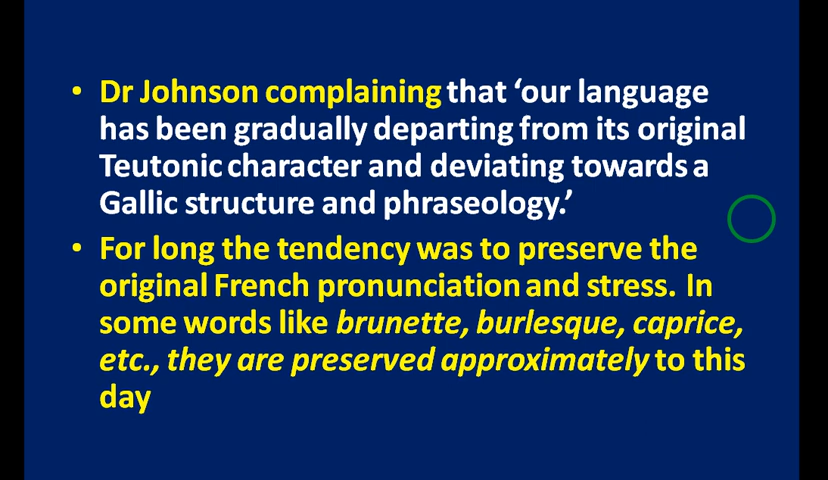 • Dr Johnson complaining that ‘our language
has been gradually departing from its original
Teutonic character and deviating towards a
Gallic structure and phraseology.’
• For long the tendency was to preserve the
original French pronunciation and stress. In
some words like brunette, burlesque, caprice,
etc., they are preserved approximately to this
day